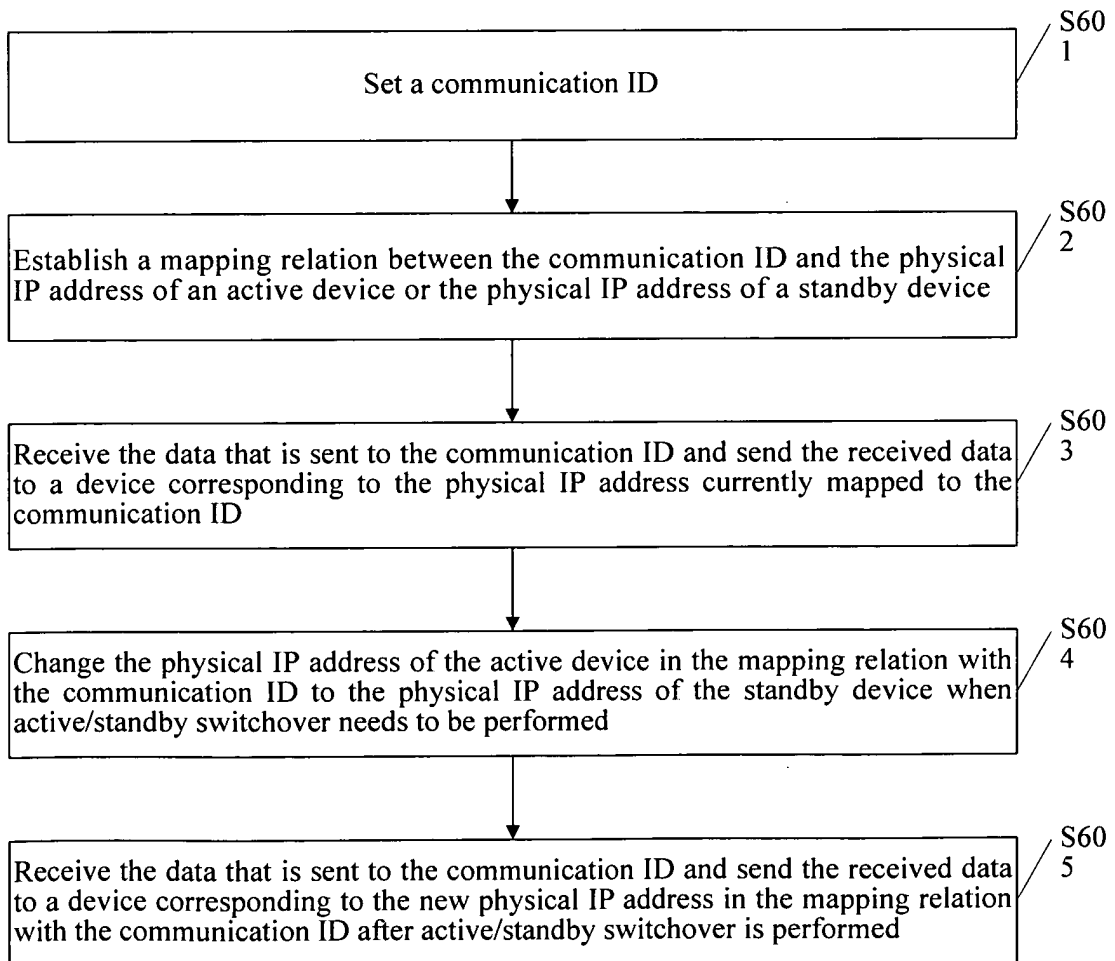 S60
1
Set a communication ID
S60
2
Establish a mapping relation between the communication ID and the physical
IP address of an active device or the physical IP address of a standby device
S60
3
Receive the data that is sent to the communication ID and send the received data
to a device corresponding to the physical IP address currently mapped to the
communication ID
S60
4
Change the physical IP address of the active device in the mapping relation with
the communication ID to the physical IP address of the standby device when
active/standby switchover needs to be performed
S60
5
Receive the data that is sent to the communication ID and send the received data
to a device corresponding to the new physical IP address in the mapping relation
with the communication ID after active/standby switchover is performed